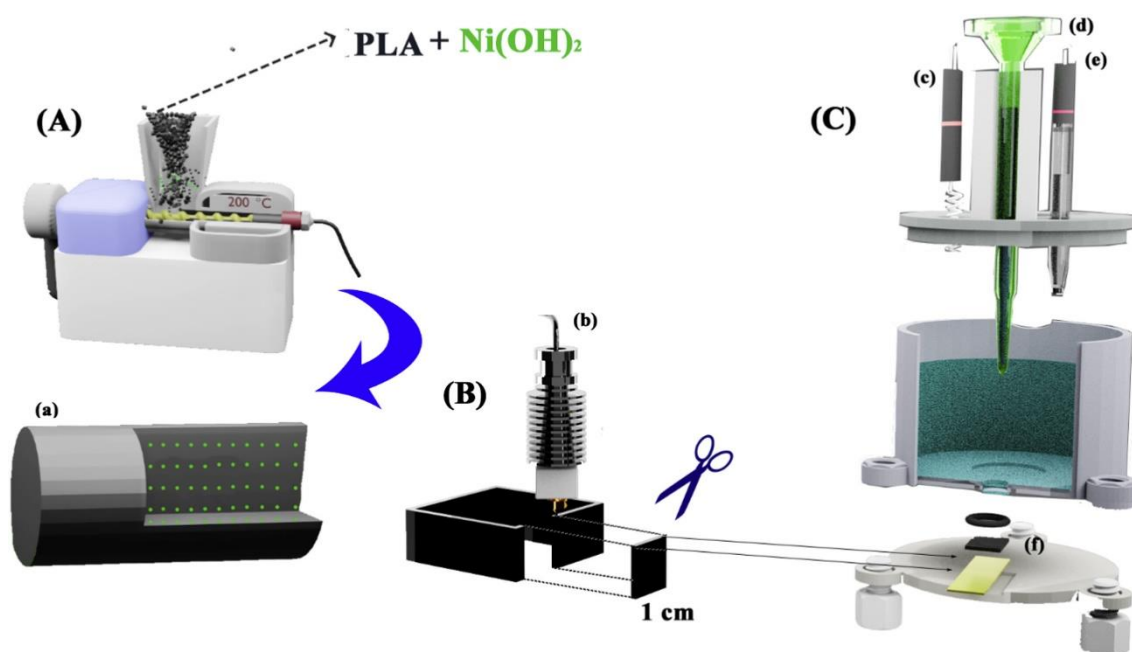 PLA + Ni(OH)₂
(A)
200 °C
(a)
(b)
(B)
1 cm
(C)
(c)
(d)
(e)
(f)